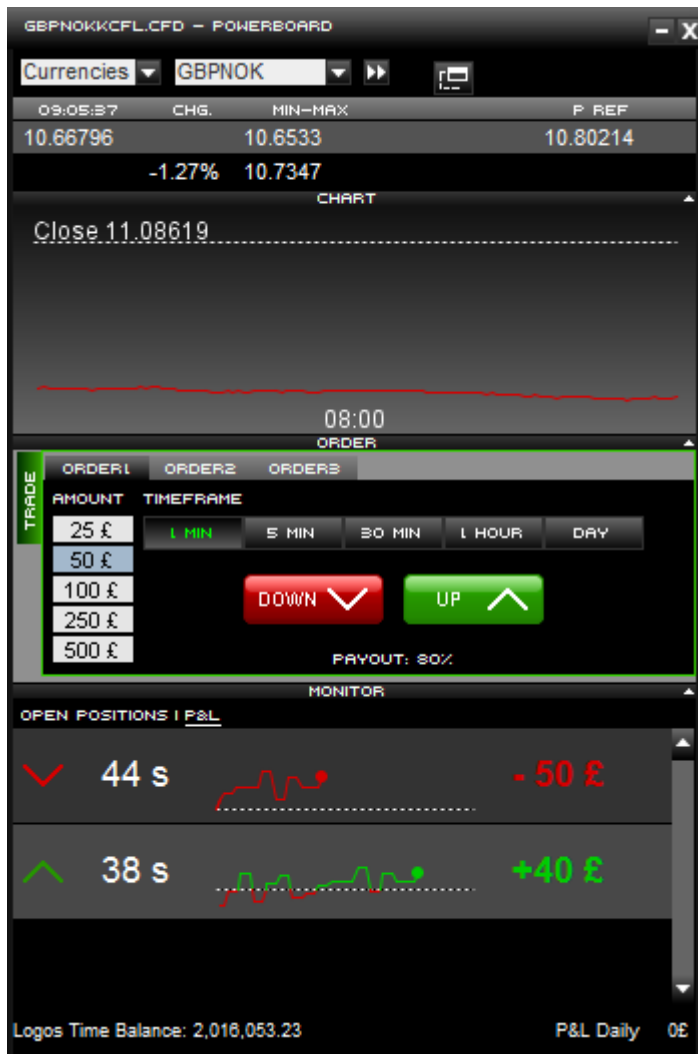 GBPNOKKCFL.CFD – POWERBOARD
Currencies GBPNOK
09:05:37 CHG. MIN-MAX P REF
10.66796 10.6533 10.80214
-1.27% 10.7347
CHART
Close 11.08619
08:00
ORDER
TRADE
ORDER1 ORDER2 ORDER3
AMOUNT TIMEFRAME
25 £ 1 MIN 5 MIN 30 MIN 1 HOUR DAY
50 £
100 £ DOWN UP
250 £
500 £ PAYOUT: 80%
MONITOR
OPEN POSITIONS | P&L
44 s - 50 £
38 s +40 £
Logos Time Balance: 2,016,053.23 P&L Daily 0£